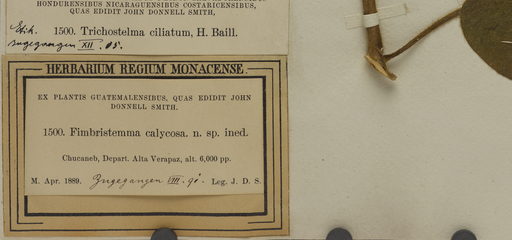 HONDURENSIBUS NICARAGUENSIBUS COSTARICENSIBUS,
QUAS EDIDIT JOHN DONNELL SMITH,
1500. Trichostelma ciliatum, H. Baill.
zugegangen XII. 05.
HERBARIUM REGIUM MONACENSE.
EX PLANTIS GUATEMALENSIBUS, QUAS EDIDIT JOHN
DONNELL SMITH.
1500. Fimbristemma calycosa. n. sp. ined.
Chucaneb, Depart. Alta Verapaz, alt. 6,000 pp.
M. Apr. 1889. Zugegangen VIII. 90. Leg. J. D. S.